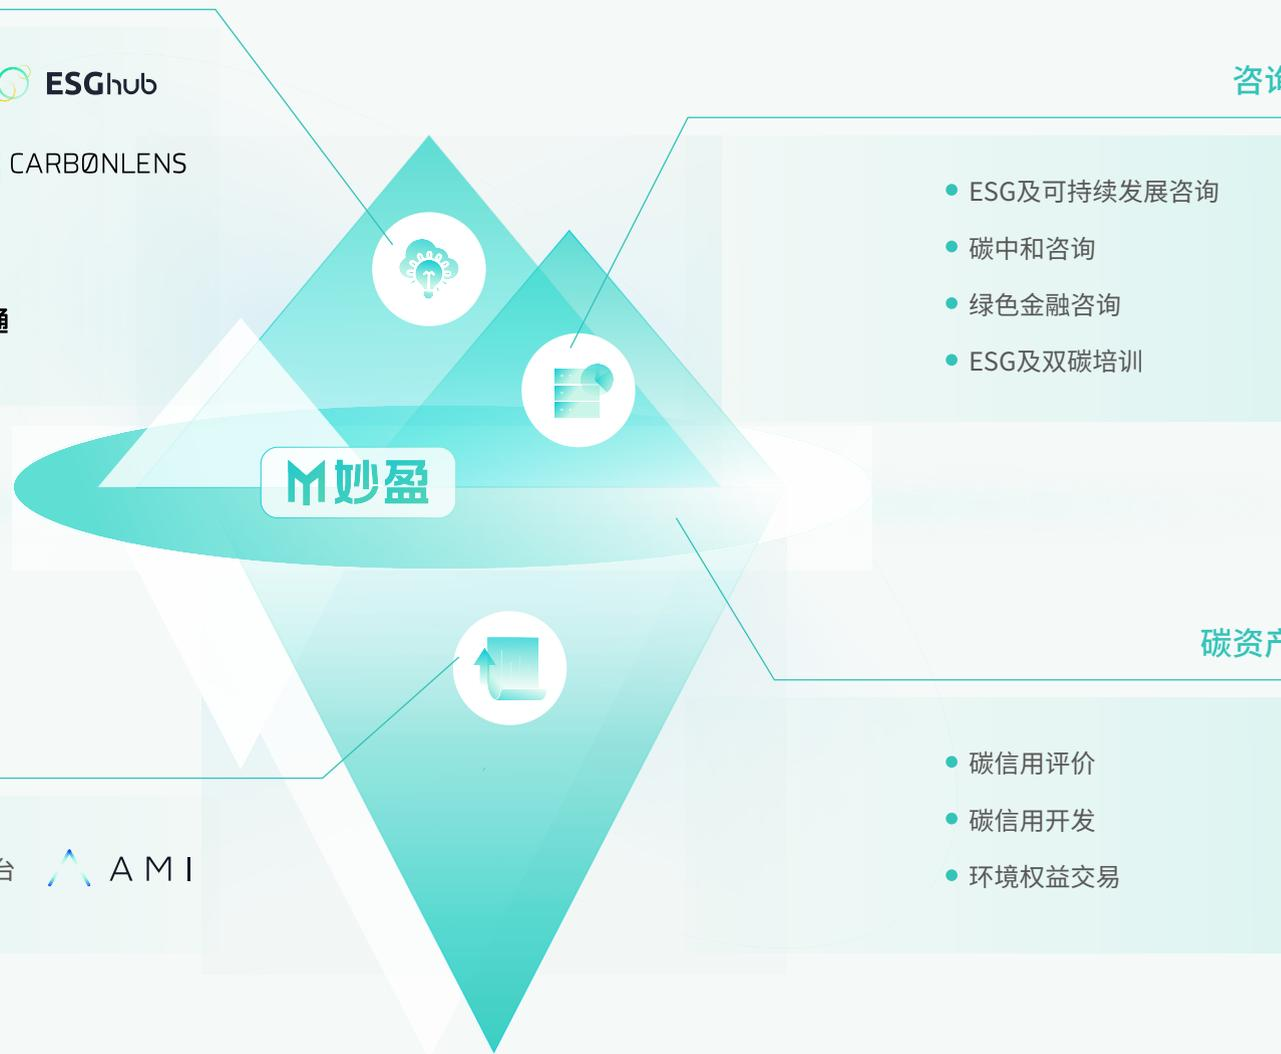 ESGhub
CARBØNLENS
通
妙盈
台
AMI
咨询
ESG及可持续发展咨询
碳中和咨询
绿色金融咨询
ESG及双碳培训
碳资产
碳信用评价
碳信用开发
环境权益交易